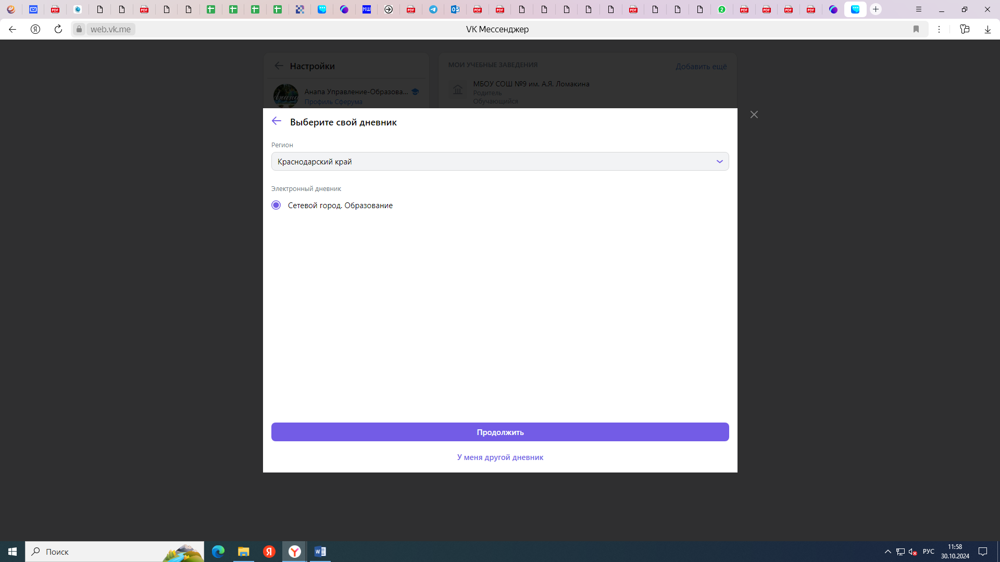 web.vk.me
VK Мессенджер
Настройки
МОИ УЧЕБНЫЕ ЗАВЕДЕНИЯ
Добавить ещё
Анапа Управление-Образова...
Профиль Сферума
МБОУ СОШ №9 им. А.Я. Ломакина
Родитель
Обучающийся
Выберите свой дневник
Регион
Краснодарский край
Электронный дневник
Сетевой город. Образование
Продолжить
У меня другой дневник
Поиск
РУС
11:58
30.10.2024